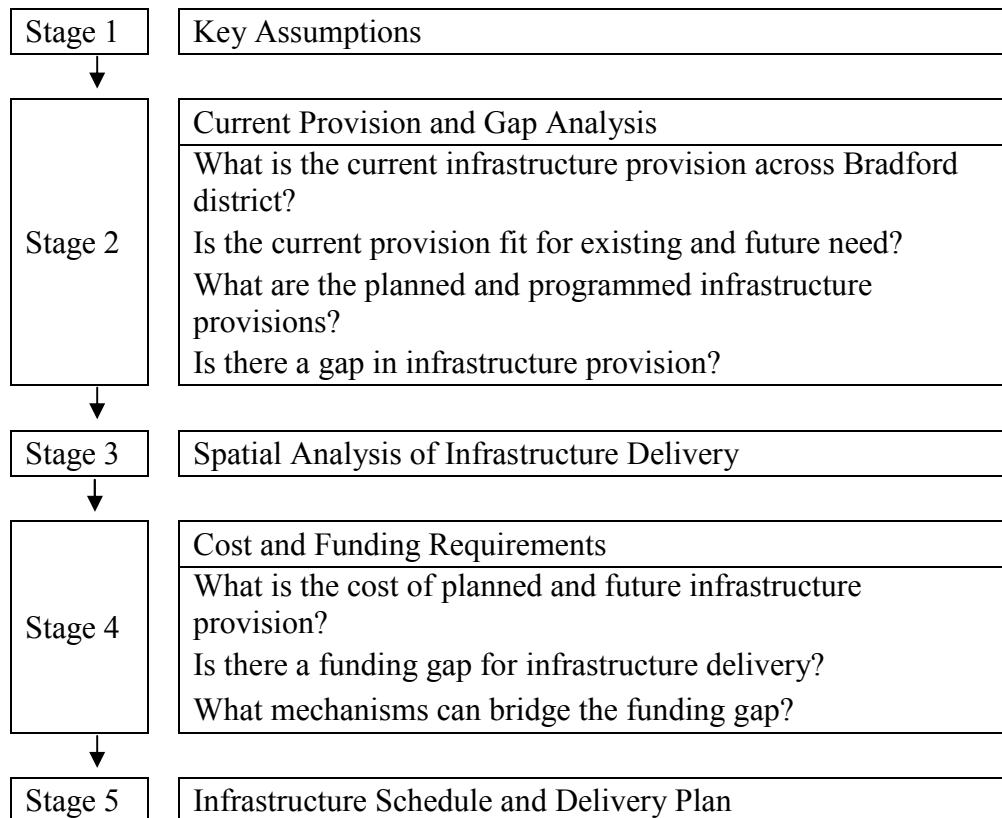 Stage 1
Key Assumptions
Stage 2
Current Provision and Gap Analysis
What is the current infrastructure provision across Bradford
district?
Is the current provision fit for existing and future need?
What are the planned and programmed infrastructure
provisions?
Is there a gap in infrastructure provision?
Stage 3
Spatial Analysis of Infrastructure Delivery
Stage 4
Cost and Funding Requirements
What is the cost of planned and future infrastructure
provision?
Is there a funding gap for infrastructure delivery?
What mechanisms can bridge the funding gap?
Stage 5
Infrastructure Schedule and Delivery Plan